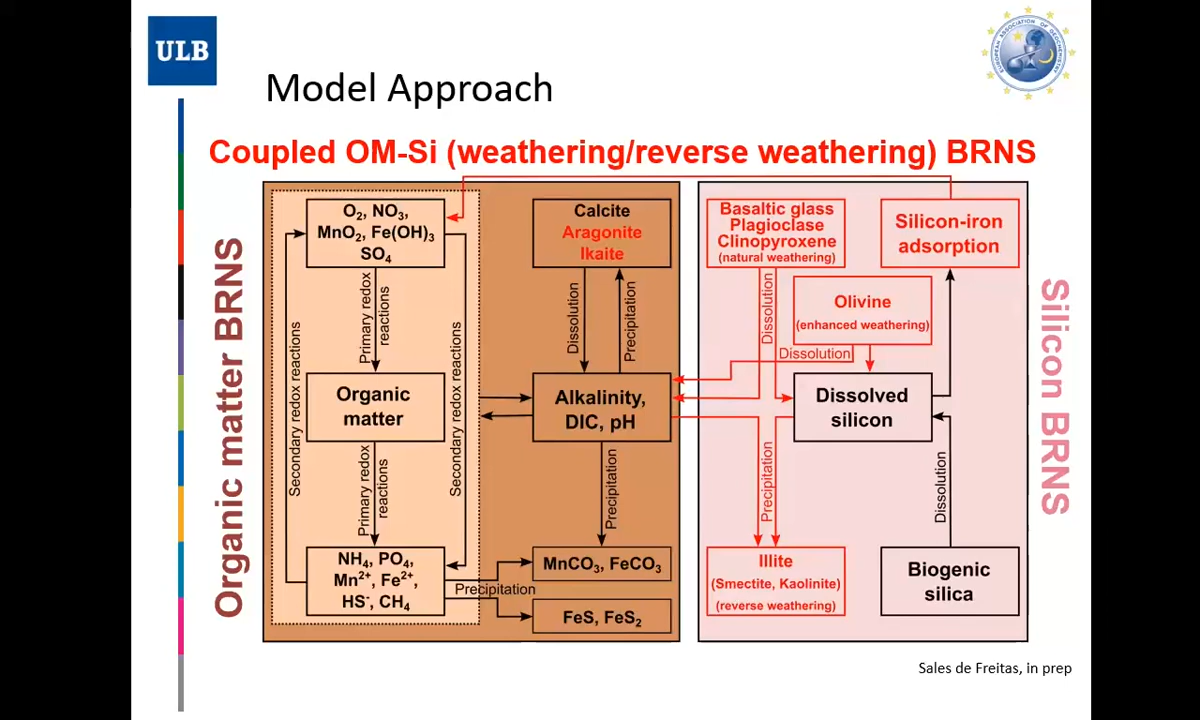 ULB
EUROPEAN ASSOCIATION OF GEOCHEMISTRY
Model Approach
Coupled OM-Si (weathering/reverse weathering) BRNS
Organic matter BRNS
O₂, NO₃,
MnO₂, Fe(OH)₃
SO₄
Primary redox
reactions
Secondary redox reactions
Secondary redox reactions
Organic
matter
Primary redox
reactions
NH₄, PO₄,
Mn²⁺, Fe²⁺,
HS⁻, CH₄
Precipitation
Calcite
Aragonite
Ikaite
Dissolution
Precipitation
Alkalinity,
DIC, pH
Precipitation
MnCO₃, FeCO₃
FeS, FeS₂
Basaltic glass
Plagioclase
Clinopyroxene
(natural weathering)
Dissolution
Silicon-iron
adsorption
Olivine
(enhanced weathering)
Dissolution
Dissolved
silicon
Precipitation
Dissolution
Illite
(Smectite, Kaolinite)
(reverse weathering)
Biogenic
silica
Silicon BRNS
Sales de Freitas, in prep